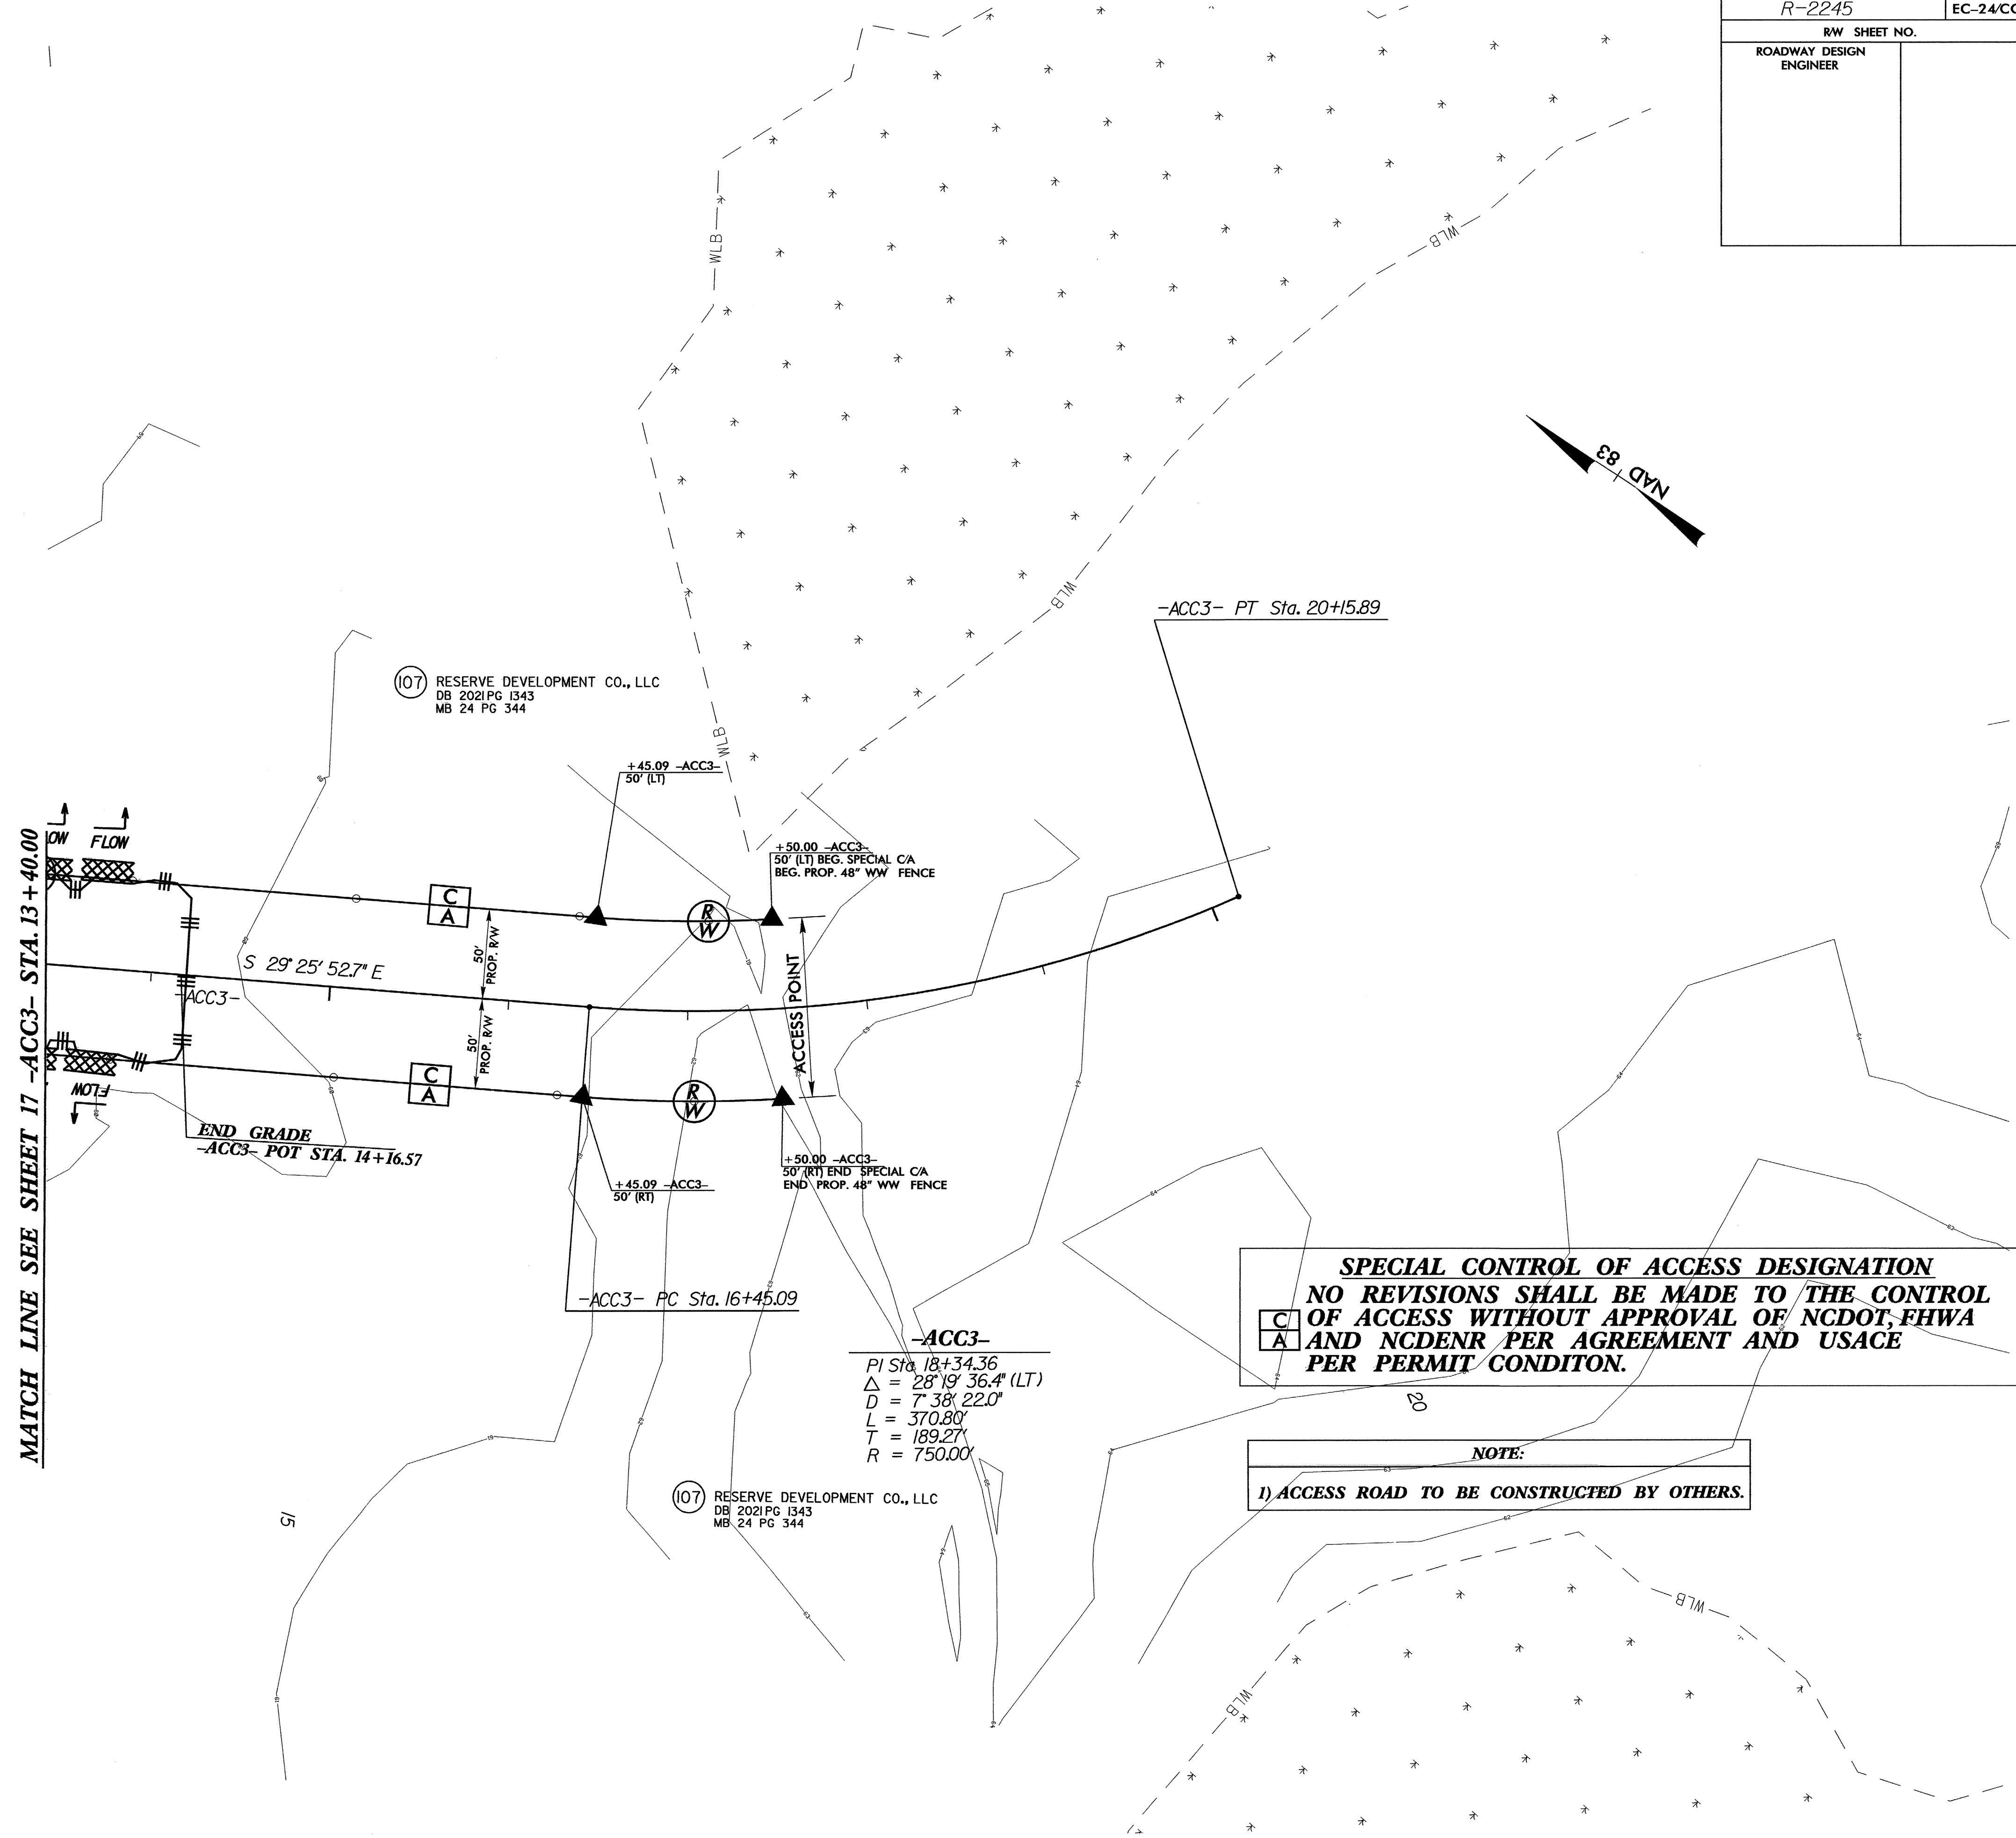 R-2245
R/W SHEET NO.
ROADWAY DESIGN
ENGINEER
WLB
WLB
NAD 83
WLB
-ACC3- PT Sta. 20+15.89
107 RESERVE DEVELOPMENT CO., LLC
DB 2021 PG 1343
MB 24 PG 344
WLB
+45.09 -ACC3-
50' (LT)
FLOW
+50.00 -ACC3-
50' (LT) BEG. SPECIAL C/A
BEG. PROP. 48" WW FENCE
MATCH LINE SEE SHEET 17 -ACC3- STA. 13+40.00
C
A
R
W
50'
PROP. R/W
S 29° 25' 52.7" E
-ACC3-
ACCESS POINT
50'
PROP. R/W
C
A
R
W
FLOW
END GRADE
-ACC3- POT STA. 14+16.57
+50.00 -ACC3-
50' (RT) END SPECIAL C/A
END PROP. 48" WW FENCE
+45.09 -ACC3-
50' (RT)
-ACC3- PC Sta. 16+45.09
SPECIAL CONTROL OF ACCESS DESIGNATION
NO REVISIONS SHALL BE MADE TO THE CONTROL
C OF ACCESS WITHOUT APPROVAL OF NCDOT, FHWA
A AND NCDENR PER AGREEMENT AND USACE
PER PERMIT CONDITON.
-ACC3-
PI Sta 18+34.36
△ = 28° 19' 36.4" (LT)
D = 7° 38' 22.0"
L = 370.80'
T = 189.27'
R = 750.00'
20
NOTE:
1) ACCESS ROAD TO BE CONSTRUCTED BY OTHERS.
107 RESERVE DEVELOPMENT CO., LLC
DB 2021 PG 1343
MB 24 PG 344
15
WLB
WLB